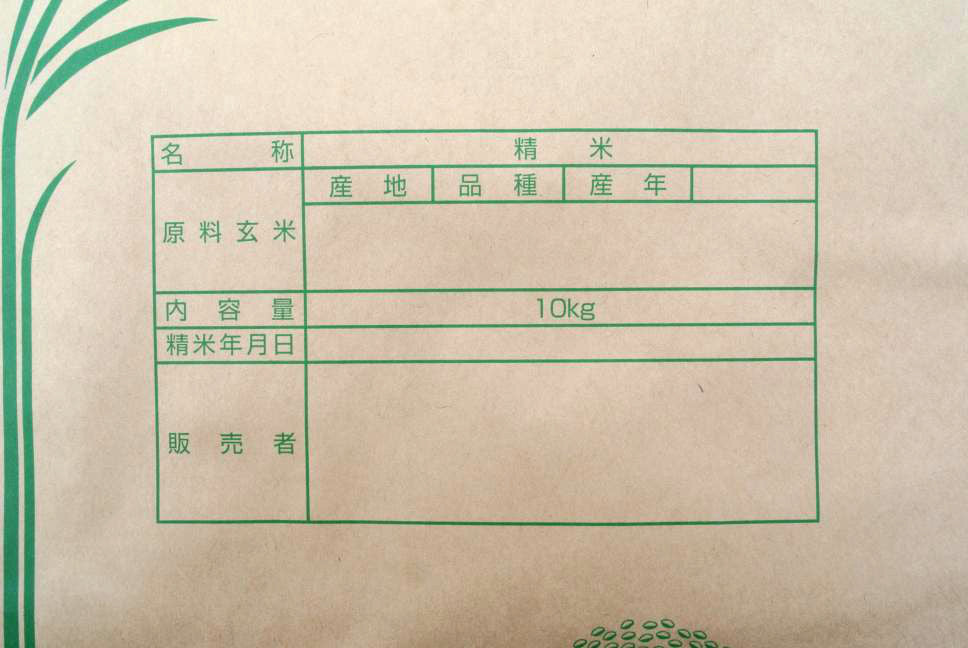 名称 精米
原料玄米 産地 品種 産年
内容量 10kg
精米年月日
販売者